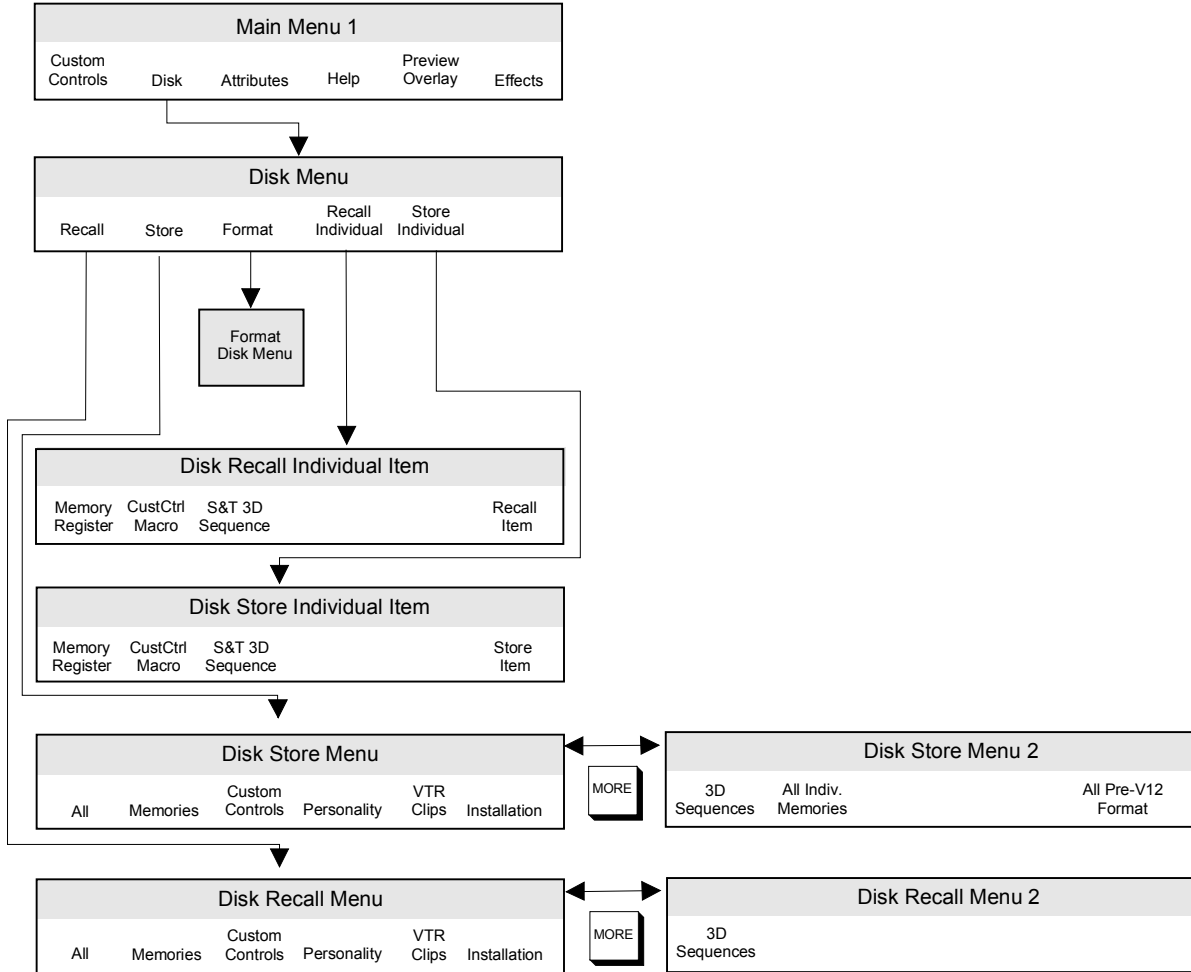 Main Menu 1
Custom Controls
Disk
Attributes
Help
Preview Overlay
Effects
Disk Menu
Recall
Store
Format
Recall Individual
Store Individual
Format
Disk Menu
Disk Recall Individual Item
Memory Register
CustCtrl Macro
S&T 3D Sequence
Recall Item
Disk Store Individual Item
Memory Register
CustCtrl Macro
S&T 3D Sequence
Store Item
Disk Store Menu
All
Memories
Custom Controls
Personality
VTR Clips
Installation
MORE
Disk Store Menu 2
3D Sequences
All Indiv. Memories
All Pre-V12 Format
Disk Recall Menu
All
Memories
Custom Controls
Personality
VTR Clips
Installation
MORE
Disk Recall Menu 2
3D Sequences